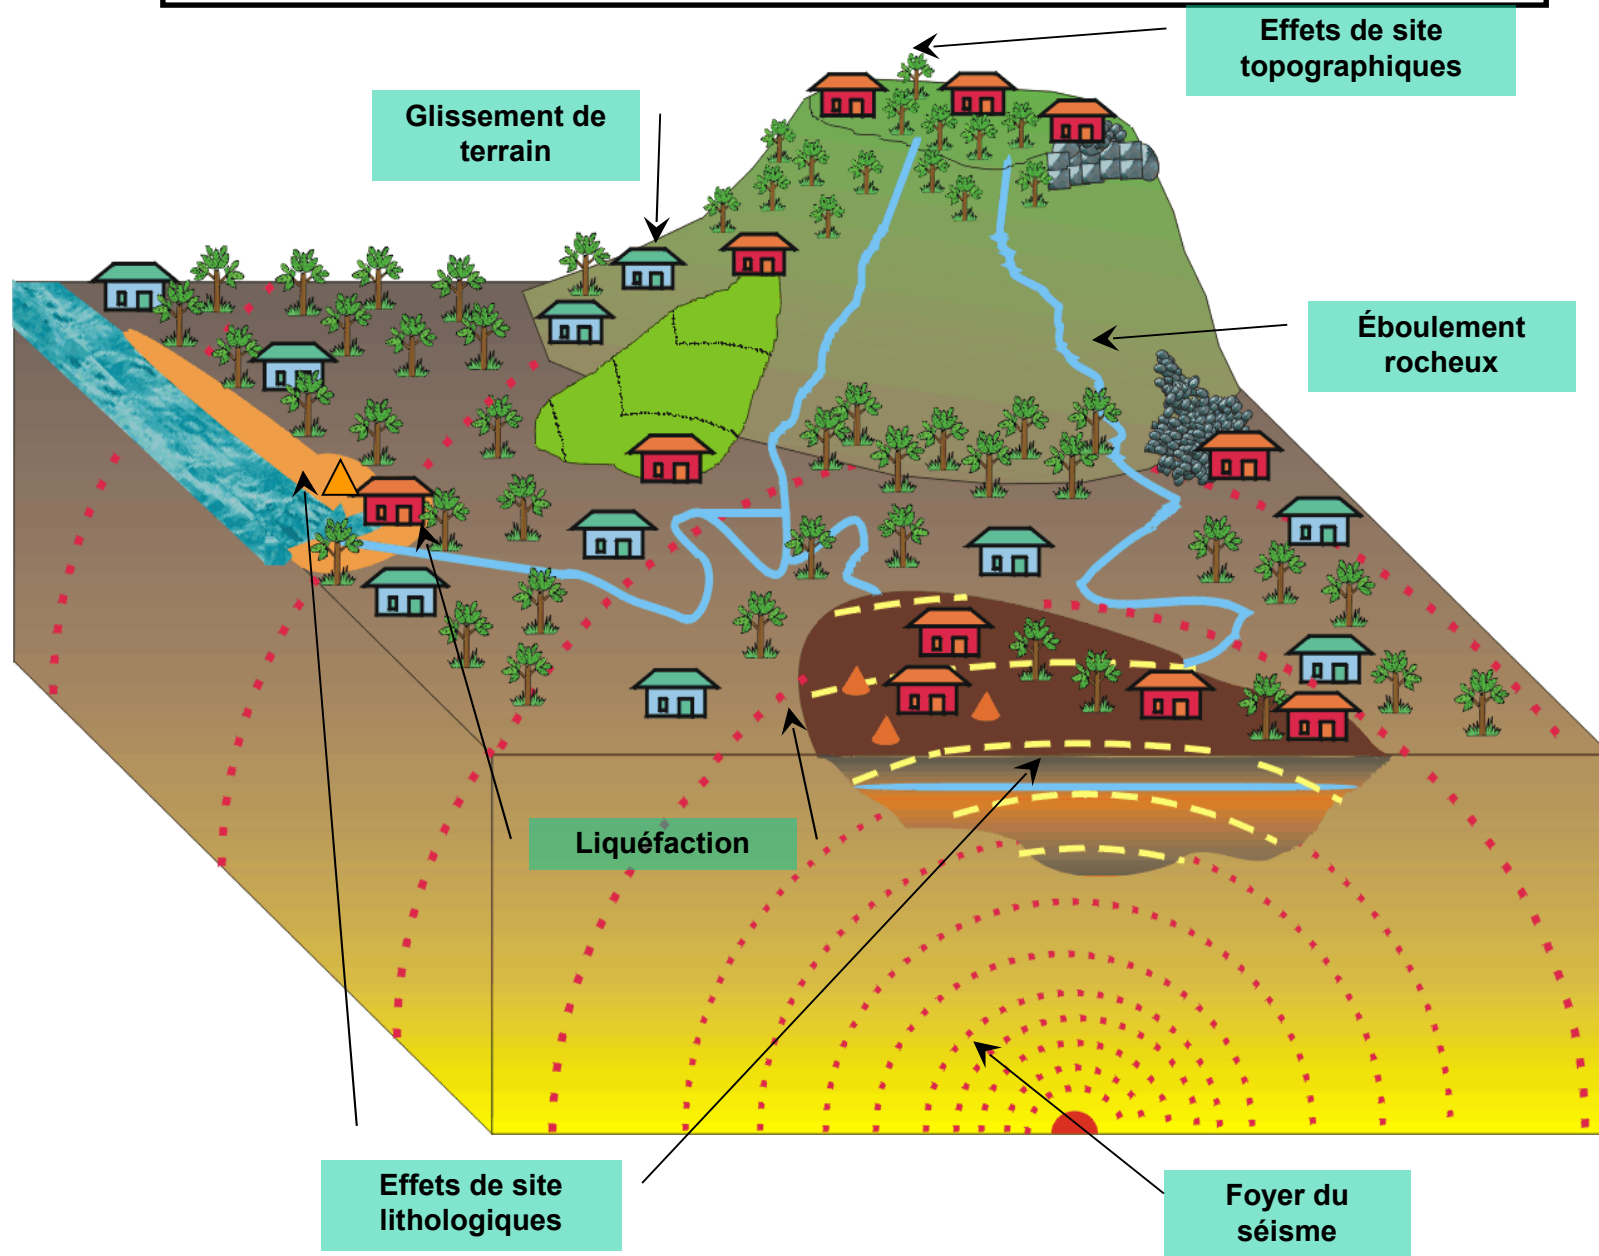 Effets de site
topographiques
Glissement de
terrain
Éboulement
rocheux
Liquéfaction
Effets de site
lithologiques
Foyer du
séisme